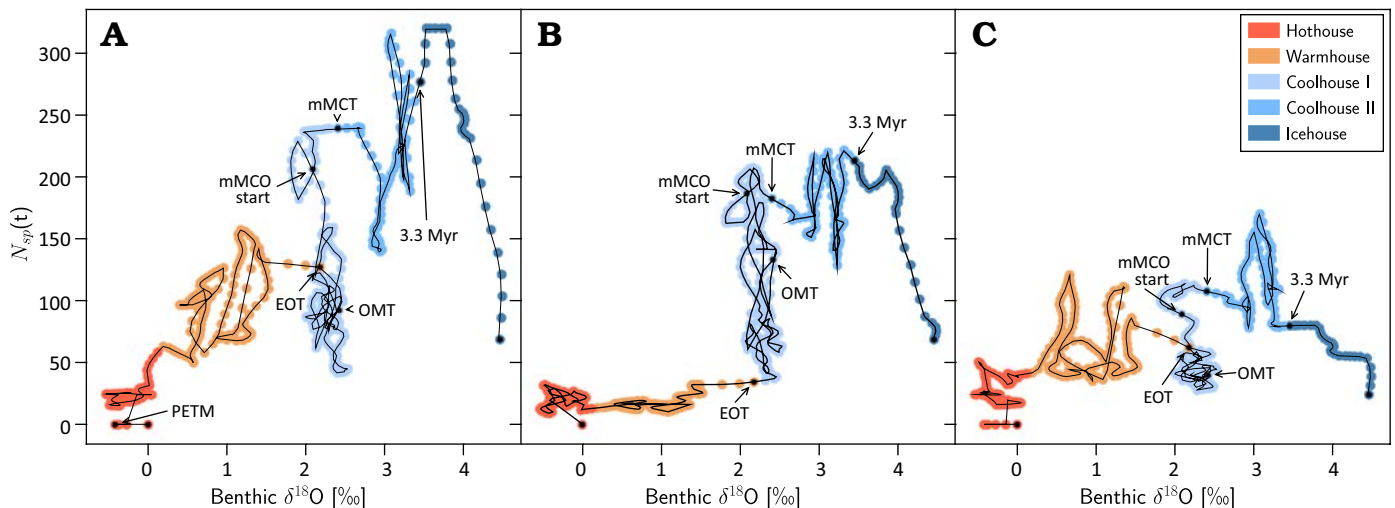 A
B
C
Hothouse
Warmhouse
Coolhouse I
Coolhouse II
Icehouse
N_sp(t)
300
250
200
150
100
50
0
mMCT
mMCO
start
3.3 Myr
EOT
OMT
PETM
3.3 Myr
mMCT
mMCO
start
OMT
EOT
mMCT
mMCO
start
3.3 Myr
EOT
OMT
0 1 2 3 4
0 1 2 3 4
0 1 2 3 4
Benthic δ¹⁸O [‰]
Benthic δ¹⁸O [‰]
Benthic δ¹⁸O [‰]